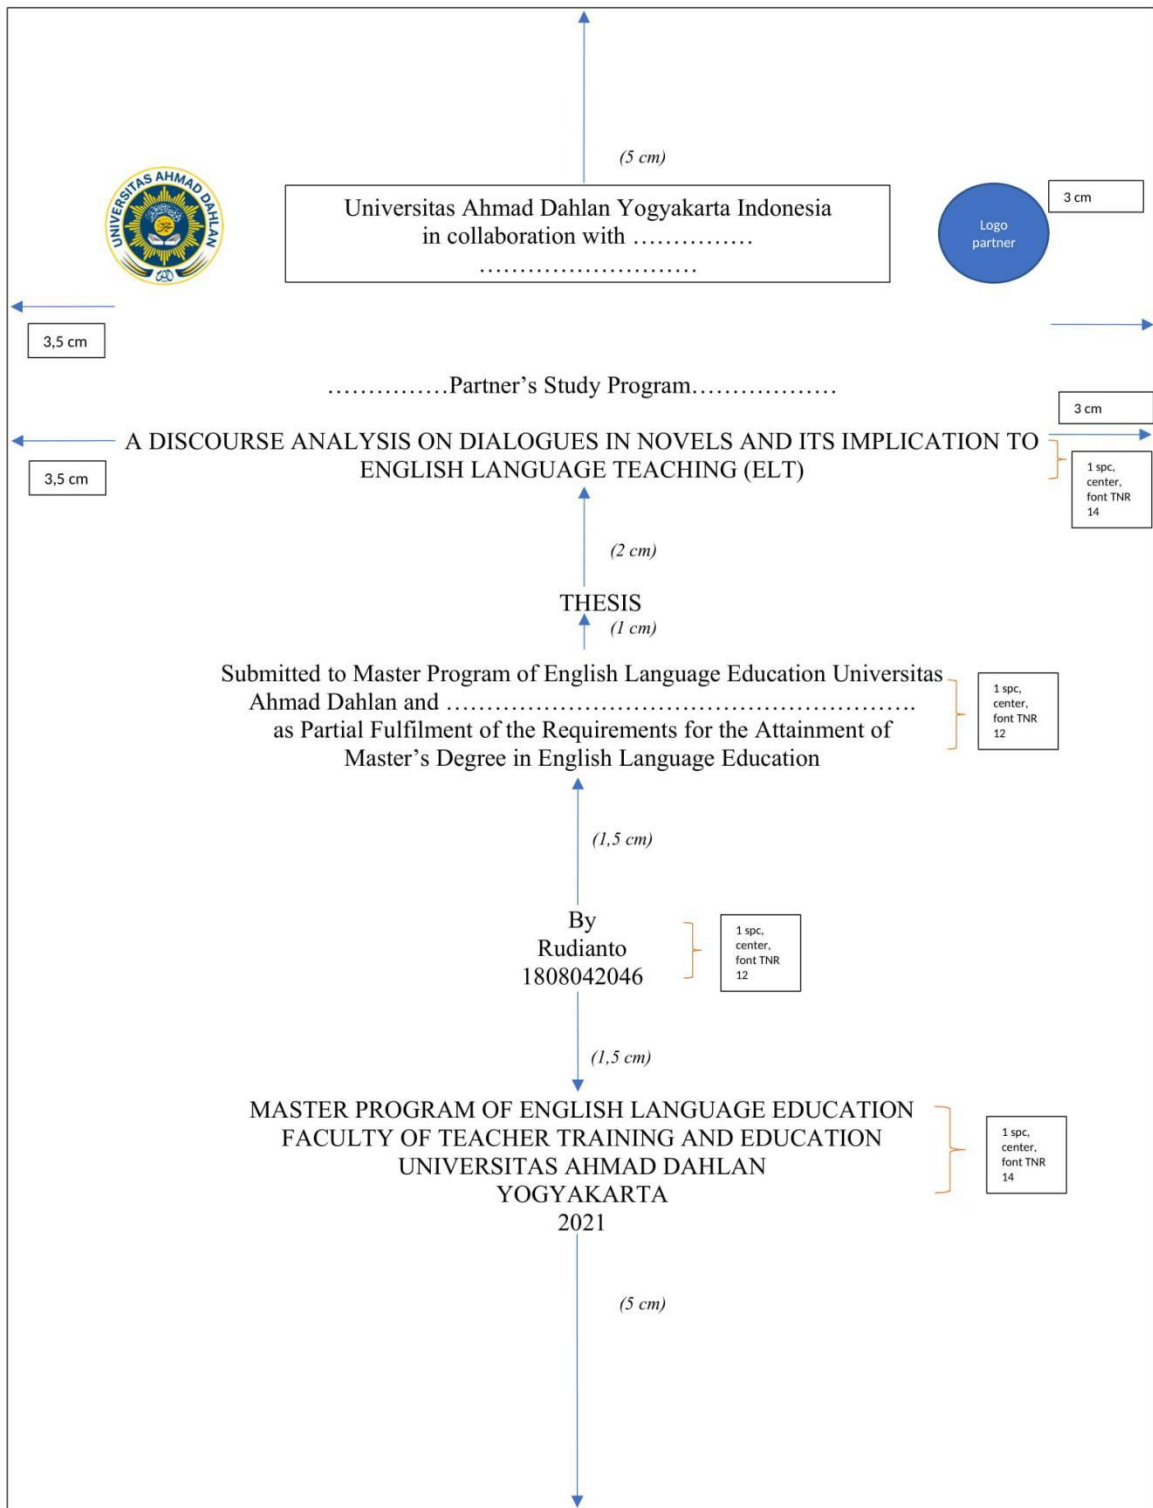 (5 cm)
UNIVERSITAS AHMAD DAHLAN
Universitas Ahmad Dahlan Yogyakarta Indonesia
in collaboration with ……………
………………………
Logo
partner
3 cm
3,5 cm
……………Partner’s Study Program………………
3 cm
A DISCOURSE ANALYSIS ON DIALOGUES IN NOVELS AND ITS IMPLICATION TO
ENGLISH LANGUAGE TEACHING (ELT)
3,5 cm
1 spc,
center,
font TNR
14
(2 cm)
THESIS
(1 cm)
Submitted to Master Program of English Language Education Universitas
Ahmad Dahlan and ………………………………………………….
as Partial Fulfilment of the Requirements for the Attainment of
Master’s Degree in English Language Education
1 spc,
center,
font TNR
12
(1,5 cm)
By
Rudianto
1808042046
1 spc,
center,
font TNR
12
(1,5 cm)
MASTER PROGRAM OF ENGLISH LANGUAGE EDUCATION
FACULTY OF TEACHER TRAINING AND EDUCATION
UNIVERSITAS AHMAD DAHLAN
YOGYAKARTA
2021
1 spc,
center,
font TNR
14
(5 cm)